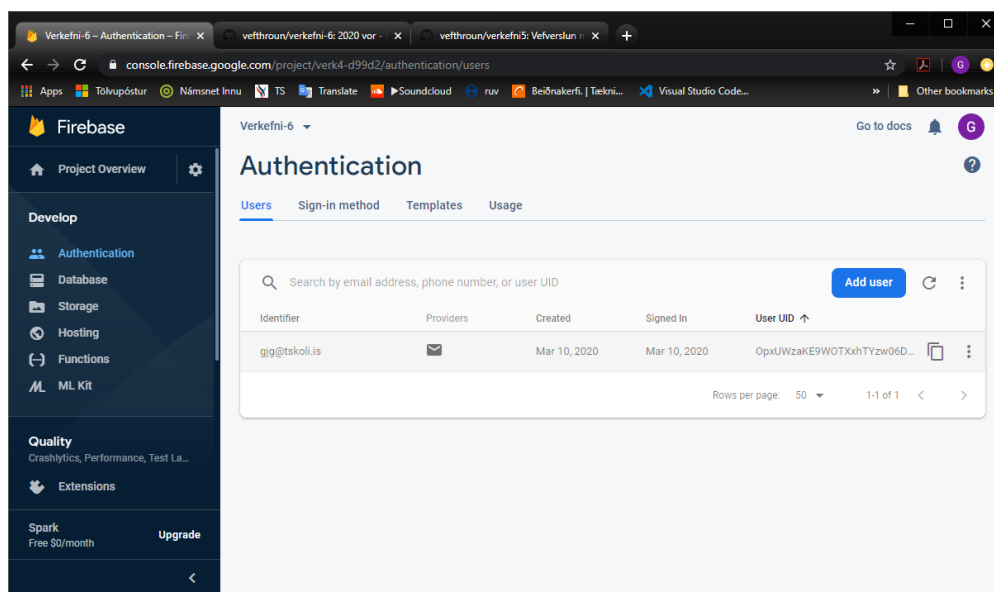 Verkefni-6 – Authentication – Fire
vefthroun/verkefni-6: 2020 vor -
vefthroun/verkefni5: Vefverslun
console.firebase.google.com/project/verk4-d99d2/authentication/users
G
Apps
Tölvupóstur
Námsnet Innu
TS
Translate
▶Soundcloud
ruv
Beiðnakerfi. | Tækni...
Visual Studio Code...
»
Other bookmarks
Firebase
Verkefni-6
Go to docs
G
Project Overview
Authentication
Users
Sign-in method
Templates
Usage
Develop
Authentication
Database
Storage
Hosting
Functions
ML Kit
Search by email address, phone number, or user UID
Add user
Identifier
Providers
Created
Signed In
User UID ↑
gjg@tskoli.is
Mar 10, 2020
Mar 10, 2020
OpxUWzaKE9WOTXxhTYzw06D...
Rows per page:
50
1-1 of 1
Quality
Crashlytics, Performance, Test La...
Extensions
Spark
Free $0/month
Upgrade